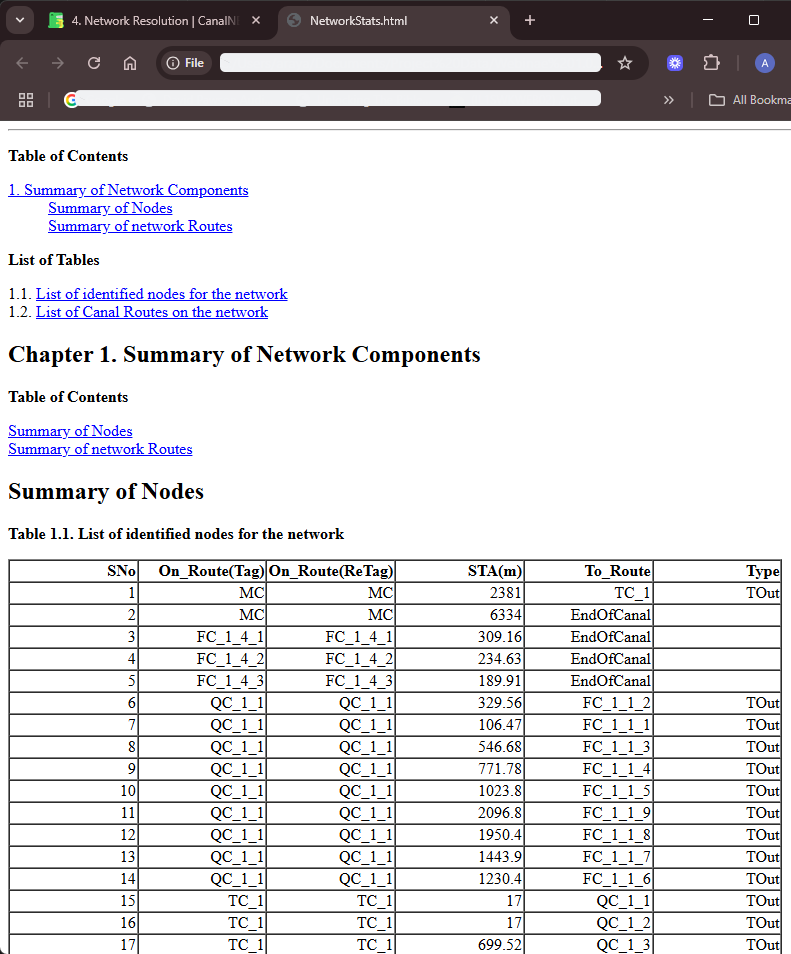 4. Network Resolution | CanalN
NetworkStats.html
File
A
All Bookma
Table of Contents
1. Summary of Network Components
Summary of Nodes
Summary of network Routes
List of Tables
1.1. List of identified nodes for the network
1.2. List of Canal Routes on the network
Chapter 1. Summary of Network Components
Table of Contents
Summary of Nodes
Summary of network Routes
Summary of Nodes
Table 1.1. List of identified nodes for the network
SNo On_Route(Tag) On_Route(ReTag) STA(m) To_Route Type
1 MC MC 2381 TC_1 TOut
2 MC MC 6334 EndOfCanal
3 FC_1_4_1 FC_1_4_1 309.16 EndOfCanal
4 FC_1_4_2 FC_1_4_2 234.63 EndOfCanal
5 FC_1_4_3 FC_1_4_3 189.91 EndOfCanal
6 QC_1_1 QC_1_1 329.56 FC_1_1_2 TOut
7 QC_1_1 QC_1_1 106.47 FC_1_1_1 TOut
8 QC_1_1 QC_1_1 546.68 FC_1_1_3 TOut
9 QC_1_1 QC_1_1 771.78 FC_1_1_4 TOut
10 QC_1_1 QC_1_1 1023.8 FC_1_1_5 TOut
11 QC_1_1 QC_1_1 2096.8 FC_1_1_9 TOut
12 QC_1_1 QC_1_1 1950.4 FC_1_1_8 TOut
13 QC_1_1 QC_1_1 1443.9 FC_1_1_7 TOut
14 QC_1_1 QC_1_1 1230.4 FC_1_1_6 TOut
15 TC_1 TC_1 17 QC_1_1 TOut
16 TC_1 TC_1 17 QC_1_2 TOut
17 TC_1 TC_1 699.52 QC_1_3 TOut